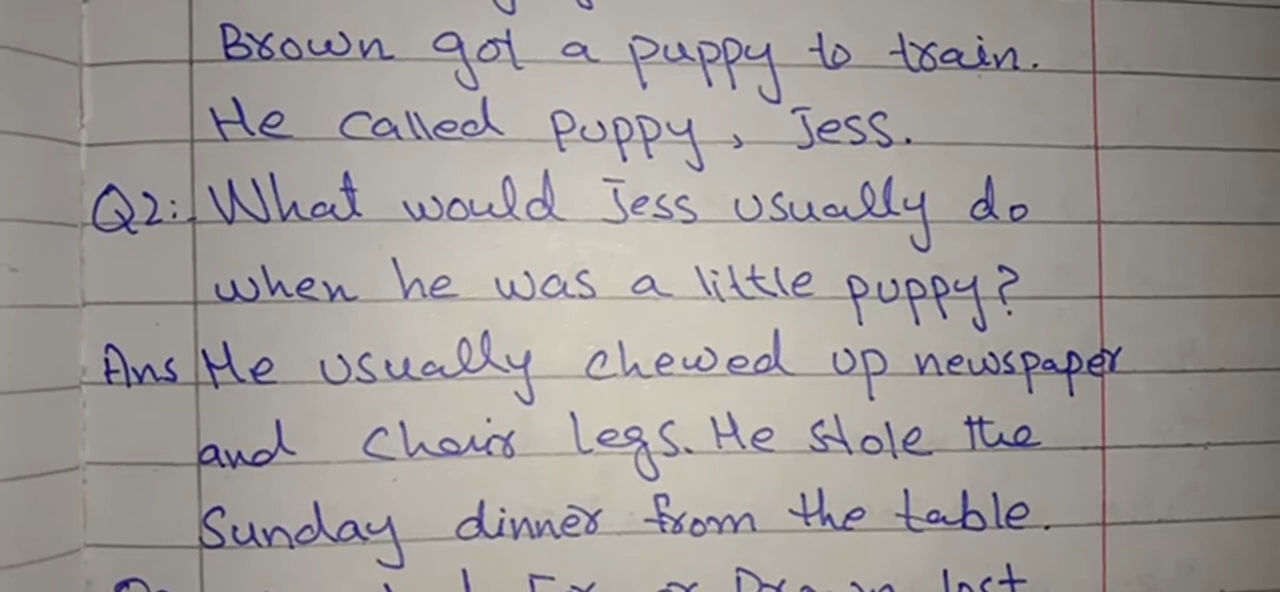 Brown got a puppy to train.
He called puppy, Jess.
Q2: What would Jess usually do
when he was a little puppy?
Ans He usually chewed up newspaper
and chair legs. He stole the
Sunday dinner from the table.
lost